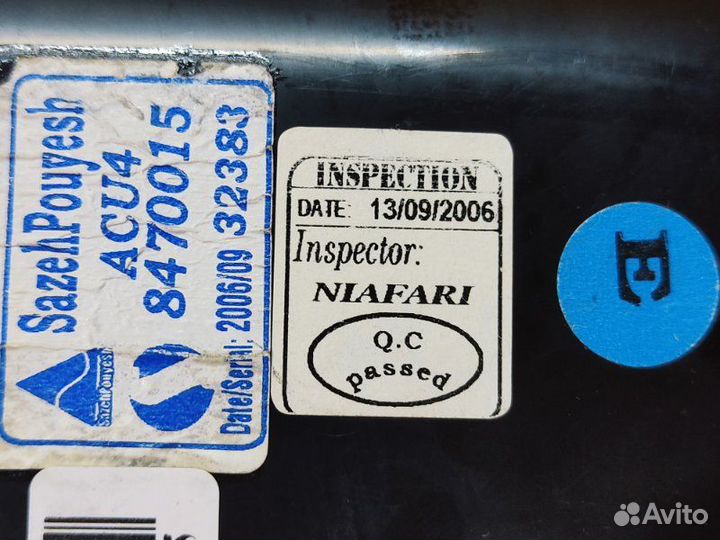 SazehPouyesh
ACU4
8470015
Date/Serial: 2006/09 32383
SazehPouyesh
INSPECTION
DATE: 13/09/2006
Inspector:
NIAFARI
Q.C
passed
E
Avito